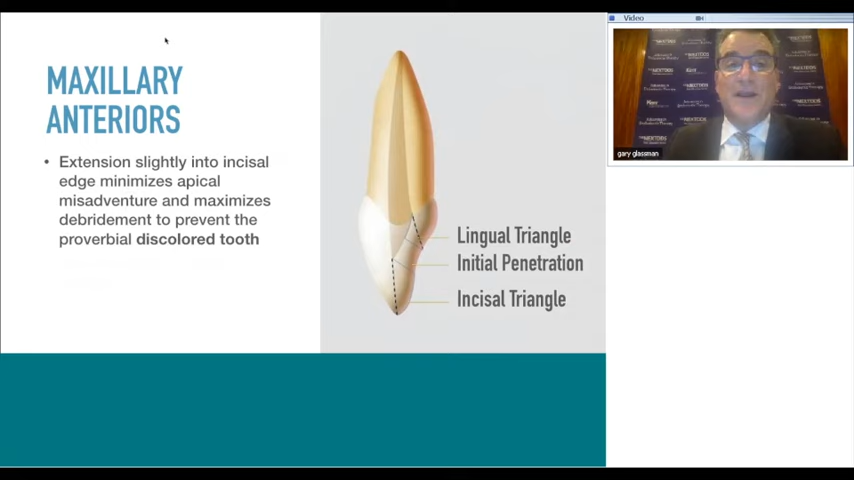 MAXILLARY
ANTERIORS
• Extension slightly into incisal
edge minimizes apical
misadventure and maximizes
debridement to prevent the
proverbial discolored tooth
Lingual Triangle
Initial Penetration
Incisal Triangle
Video
gary glassman